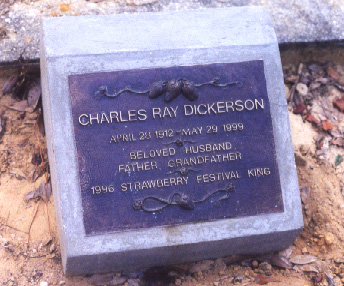 CHARLES RAY DICKERSON
APRIL 20 1912 - MAY 29 1999
BELOVED HUSBAND
FATHER GRANDFATHER
1946 STRAWBERRY FESTIVAL KING